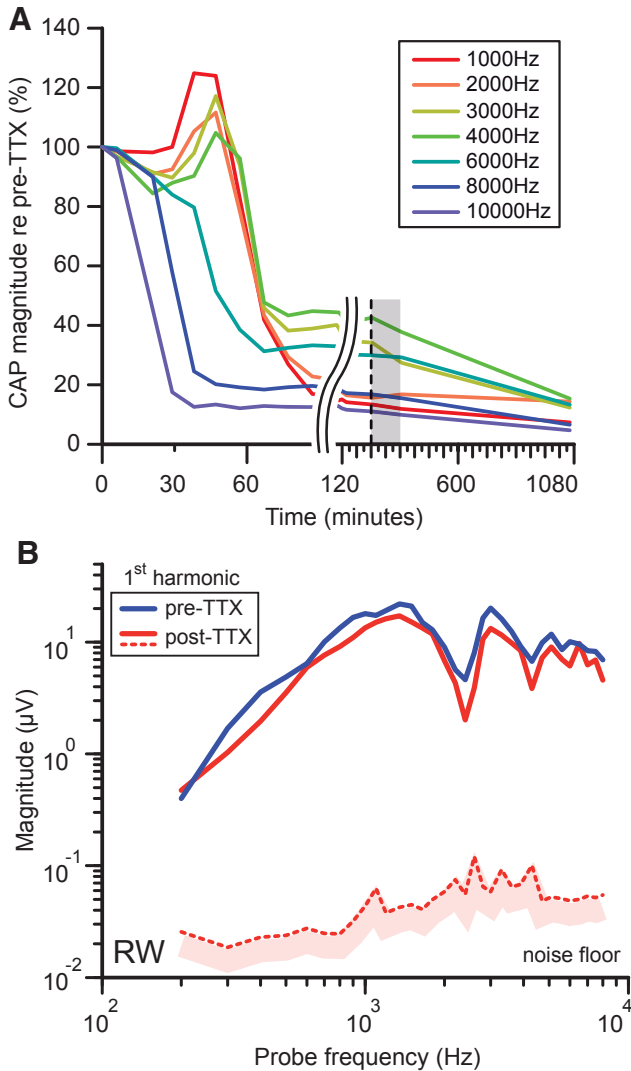 A
CAP magnitude re pre-TTX (%)
140
120
100
80
60
40
20
0
1000Hz
2000Hz
3000Hz
4000Hz
6000Hz
8000Hz
10000Hz
0 30 60 120 600 1080
Time (minutes)
B
Magnitude (µV)
1st harmonic
pre-TTX
post-TTX
10^1
10^0
10^-1
10^-2
RW
noise floor
10^2 10^3 10^4
Probe frequency (Hz)